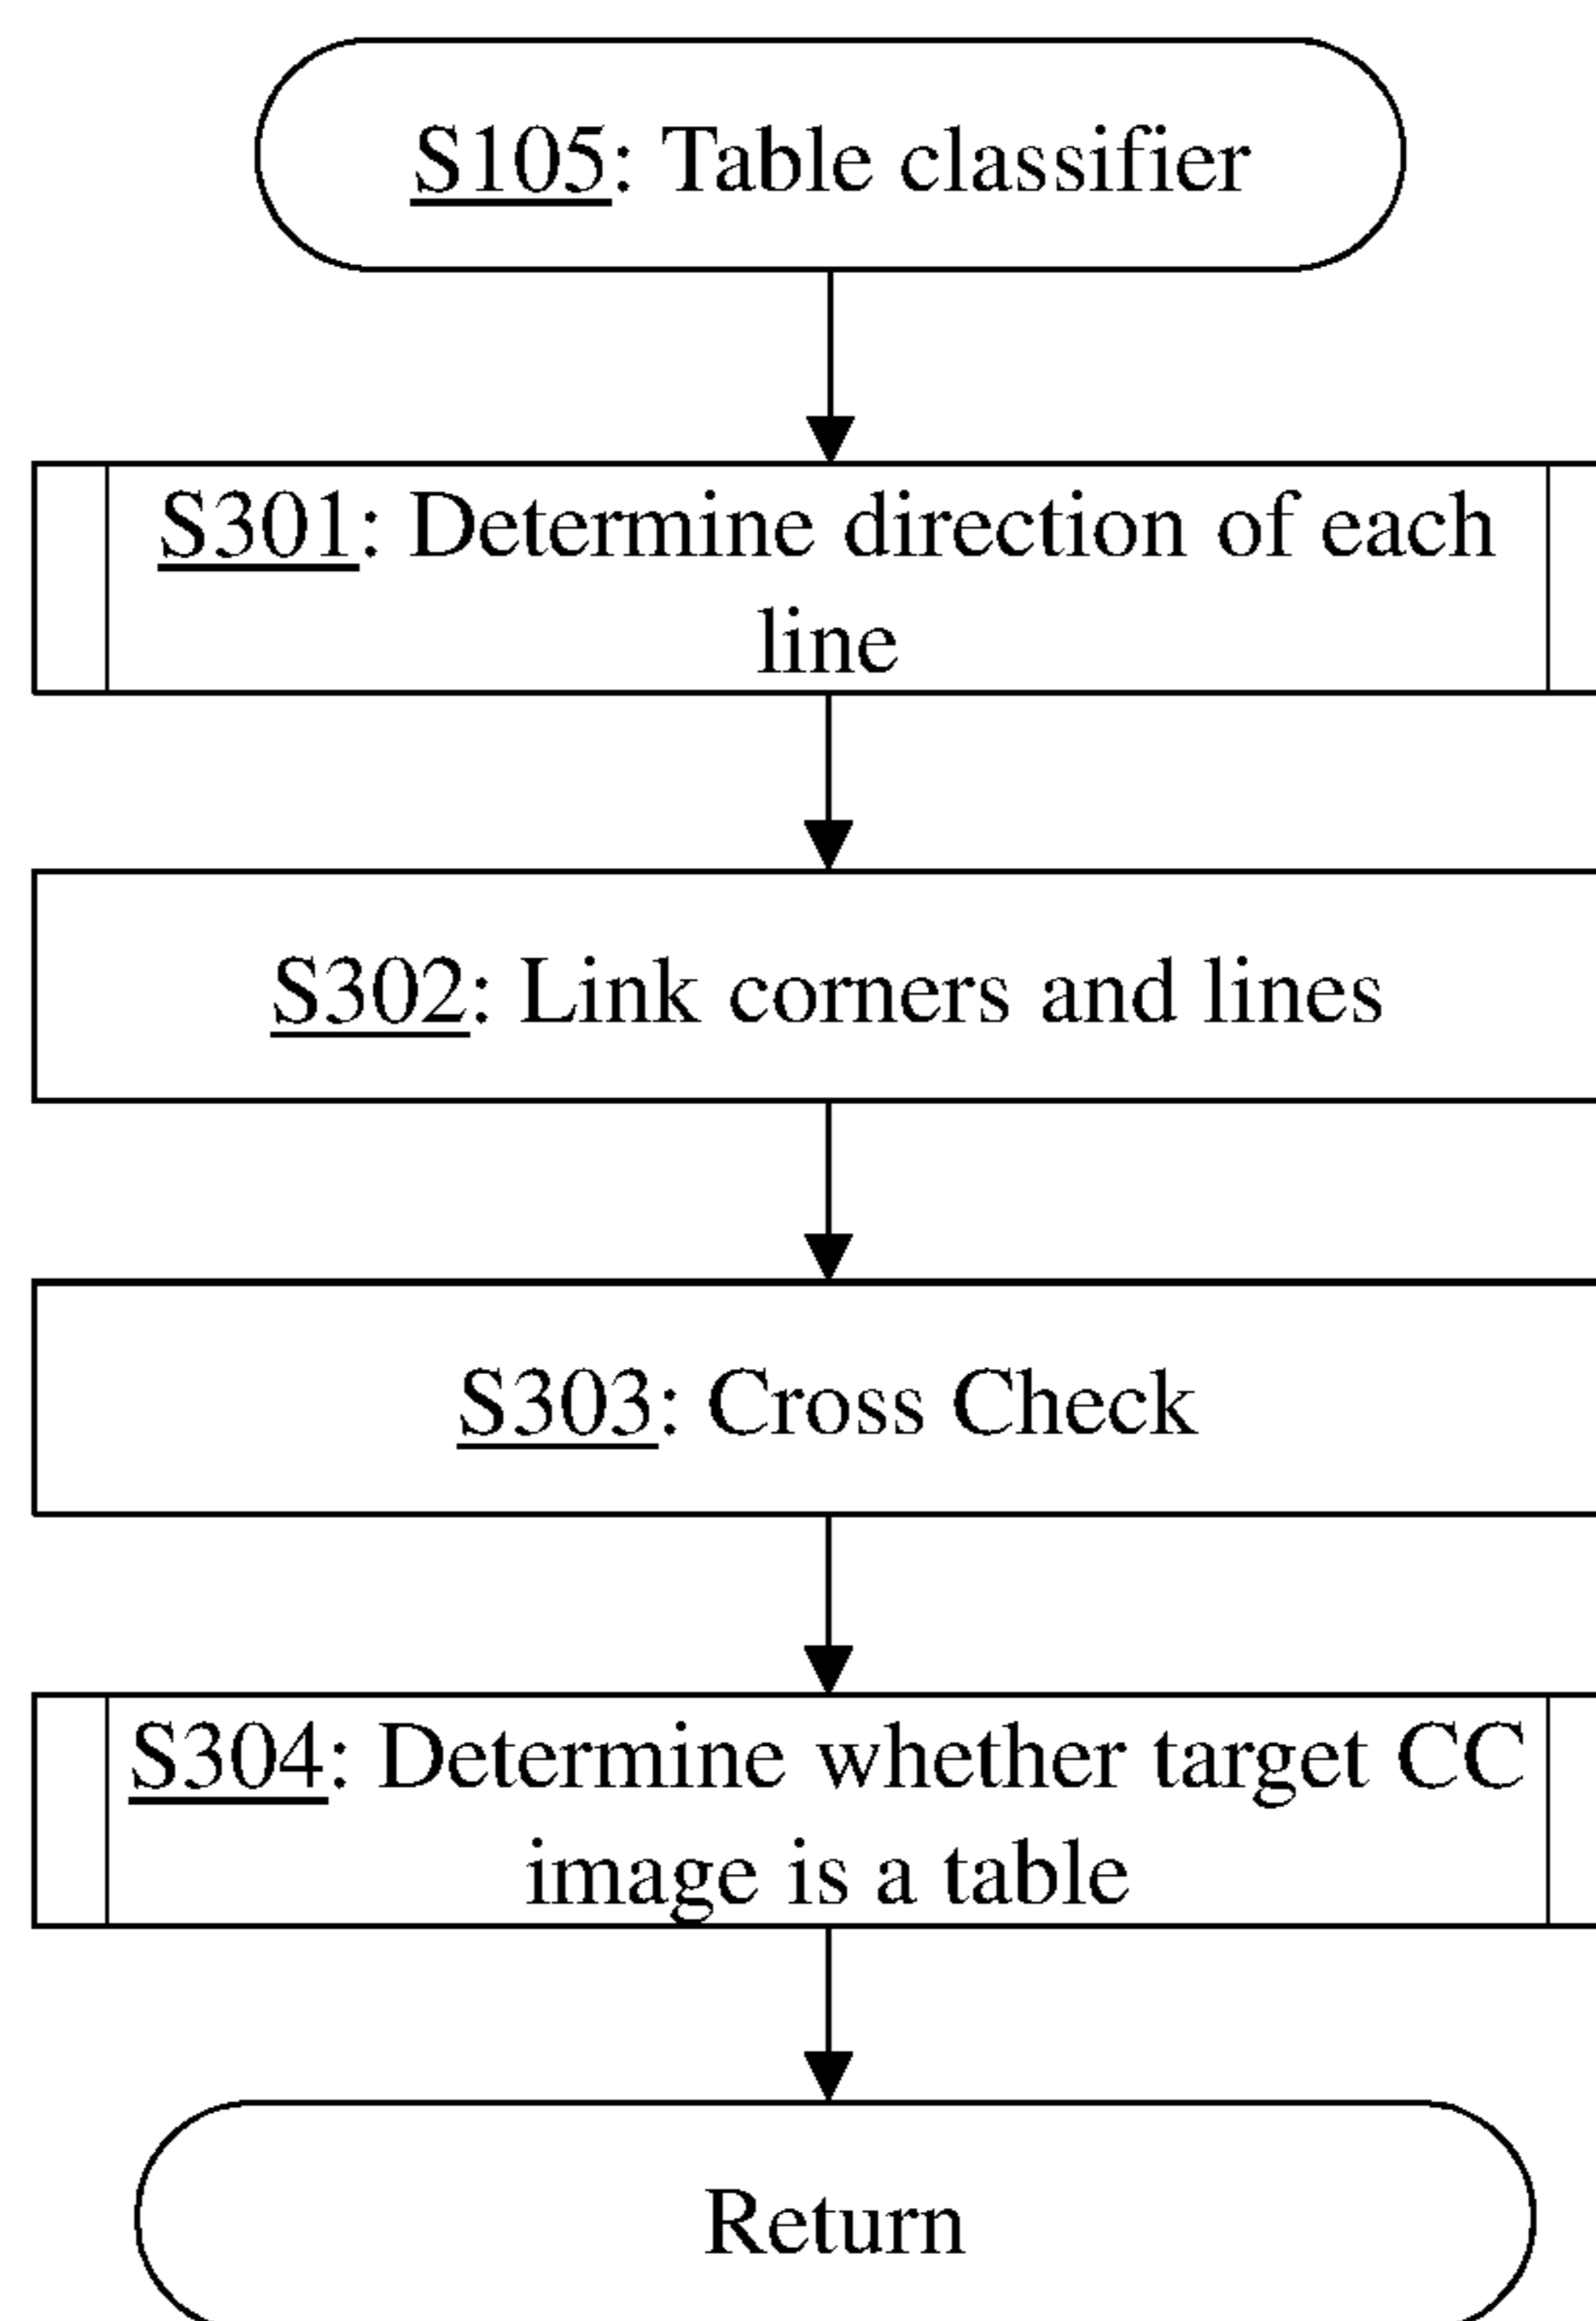 S105: Table classifier
S301: Determine direction of each
line
S302: Link corners and lines
S303: Cross Check
S304: Determine whether target CC
image is a table
Return